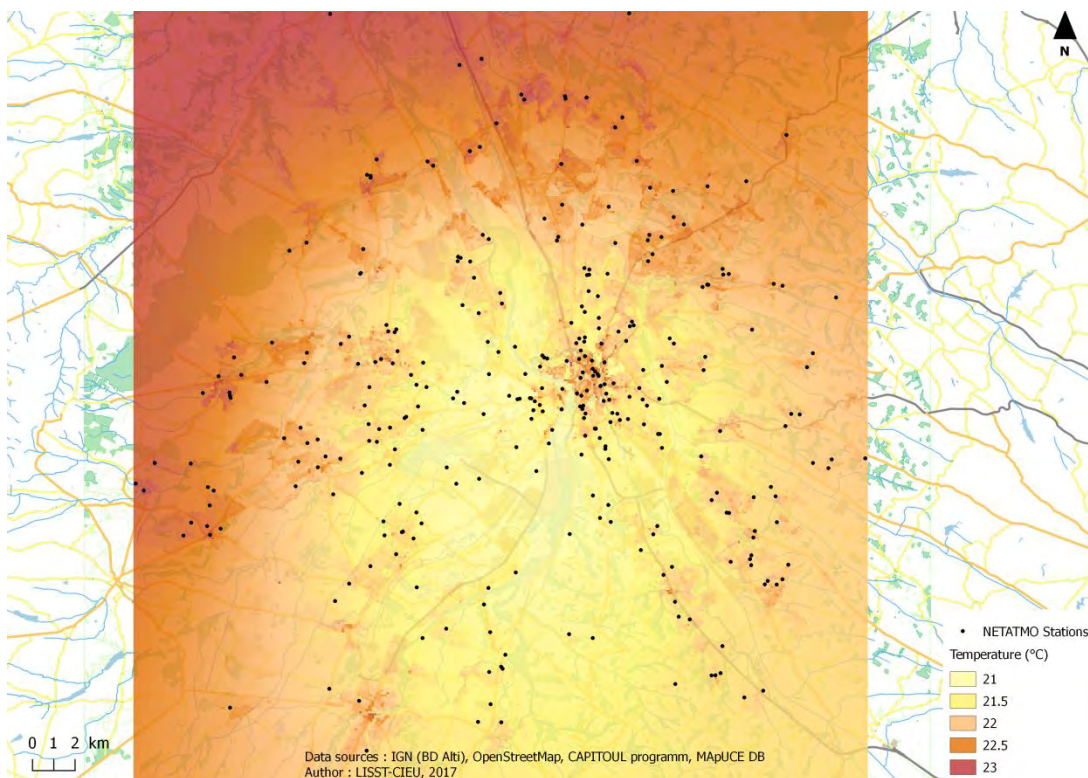 N
NETATMO Stations
Temperature (°C)
21
21.5
22
22.5
23
0 1 2 km
Data sources : IGN (BD Alti), OpenStreetMap, CAPITOUL programm, MApUCE DB
Author : LISST-CIEU, 2017